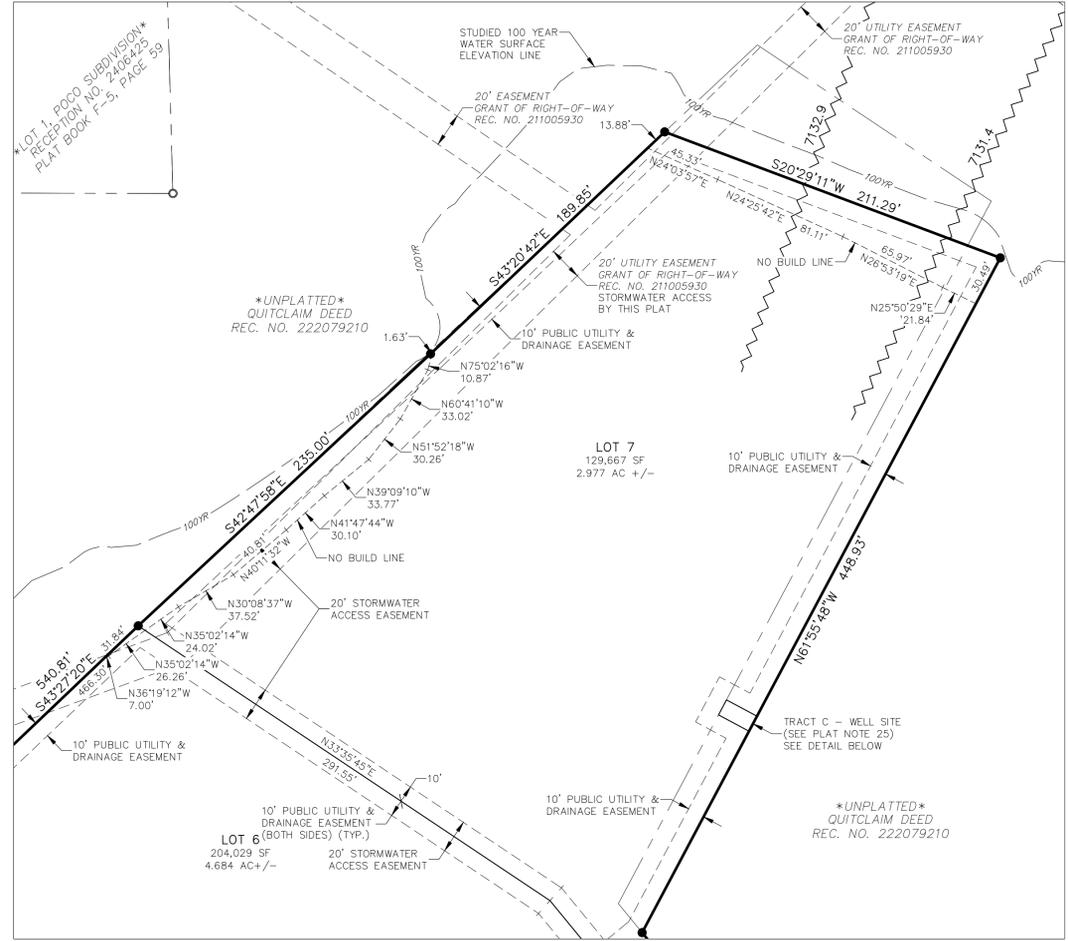 *LOT 1, POCO SUBDIVISION*
RECEPTION NO. 2406425
PLAT BOOK F-5, PAGE 59
STUDIED 100 YEAR
WATER SURFACE
ELEVATION LINE
20' UTILITY EASEMENT
GRANT OF RIGHT-OF-WAY
REC. NO. 211005930
20' EASEMENT
GRANT OF RIGHT-OF-WAY
REC. NO. 211005930
13.88'
100YR
7132.9
7131.4
45.33'
N24°03'57"E
S20°29'11"W 211.29'
100YR
N24°25'42"E
81.11'
65.97'
N26°53'19"E
NO BUILD LINE
30.49'
100YR
N25°50'29"E
21.84'
S43°20'42"E 189.85'
100YR
20' UTILITY EASEMENT
GRANT OF RIGHT-OF-WAY
REC. NO. 211005930
STORMWATER ACCESS
BY THIS PLAT
*UNPLATTED*
QUITCLAIM DEED
REC. NO. 222079210
1.63'
10' PUBLIC UTILITY &
DRAINAGE EASEMENT
N75°02'16"W
10.87'
N60°41'10"W
33.02'
100YR
N51°52'18"W
30.26'
LOT 7
129,667 SF
2.977 AC +/-
10' PUBLIC UTILITY &
DRAINAGE EASEMENT
S42°47'58"E 235.00'
N39°09'10"W
33.77'
100YR
N41°47'44"W
30.10'
40.81'
N40°11'32"W
NO BUILD LINE
N61°55'48"W 448.93'
N30°08'37"W
37.52'
20' STORMWATER
ACCESS EASEMENT
31.84'
N35°02'14"W
24.02'
N35°02'14"W
26.26'
540.81'
S43°27'20"E
466.30'
N36°19'12"W
7.00'
10' PUBLIC UTILITY &
DRAINAGE EASEMENT
TRACT C - WELL SITE
(SEE PLAT NOTE 25)
SEE DETAIL BELOW
N33°35'45"E
291.55'
10'
10' PUBLIC UTILITY &
DRAINAGE EASEMENT
(BOTH SIDES) (TYP.)
10' PUBLIC UTILITY &
DRAINAGE EASEMENT
*UNPLATTED*
QUITCLAIM DEED
REC. NO. 222079210
LOT 6
204,029 SF
4.684 AC+/-
20' STORMWATER
ACCESS EASEMENT